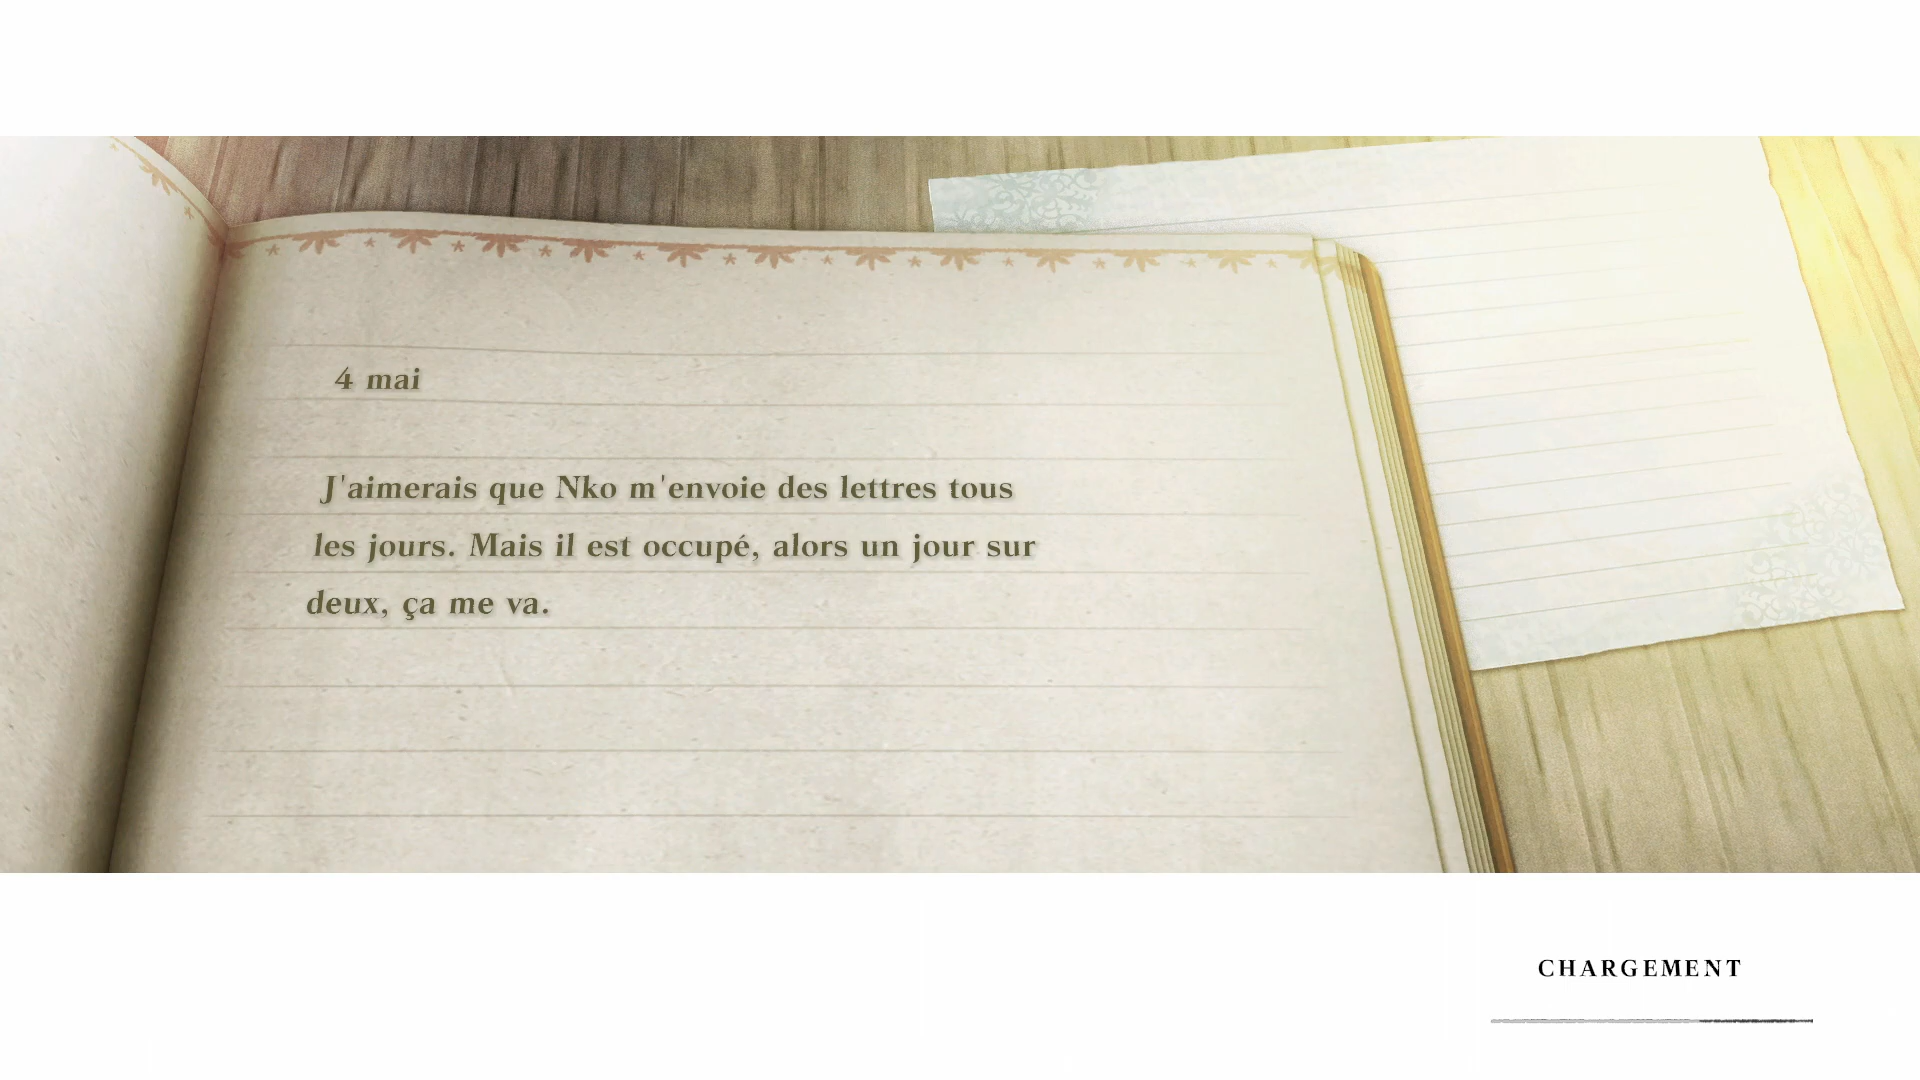 4 mai
J'aimerais que Nko m'envoie des lettres tous
les jours. Mais il est occupé, alors un jour sur
deux, ça me va.
CHARGEMENT